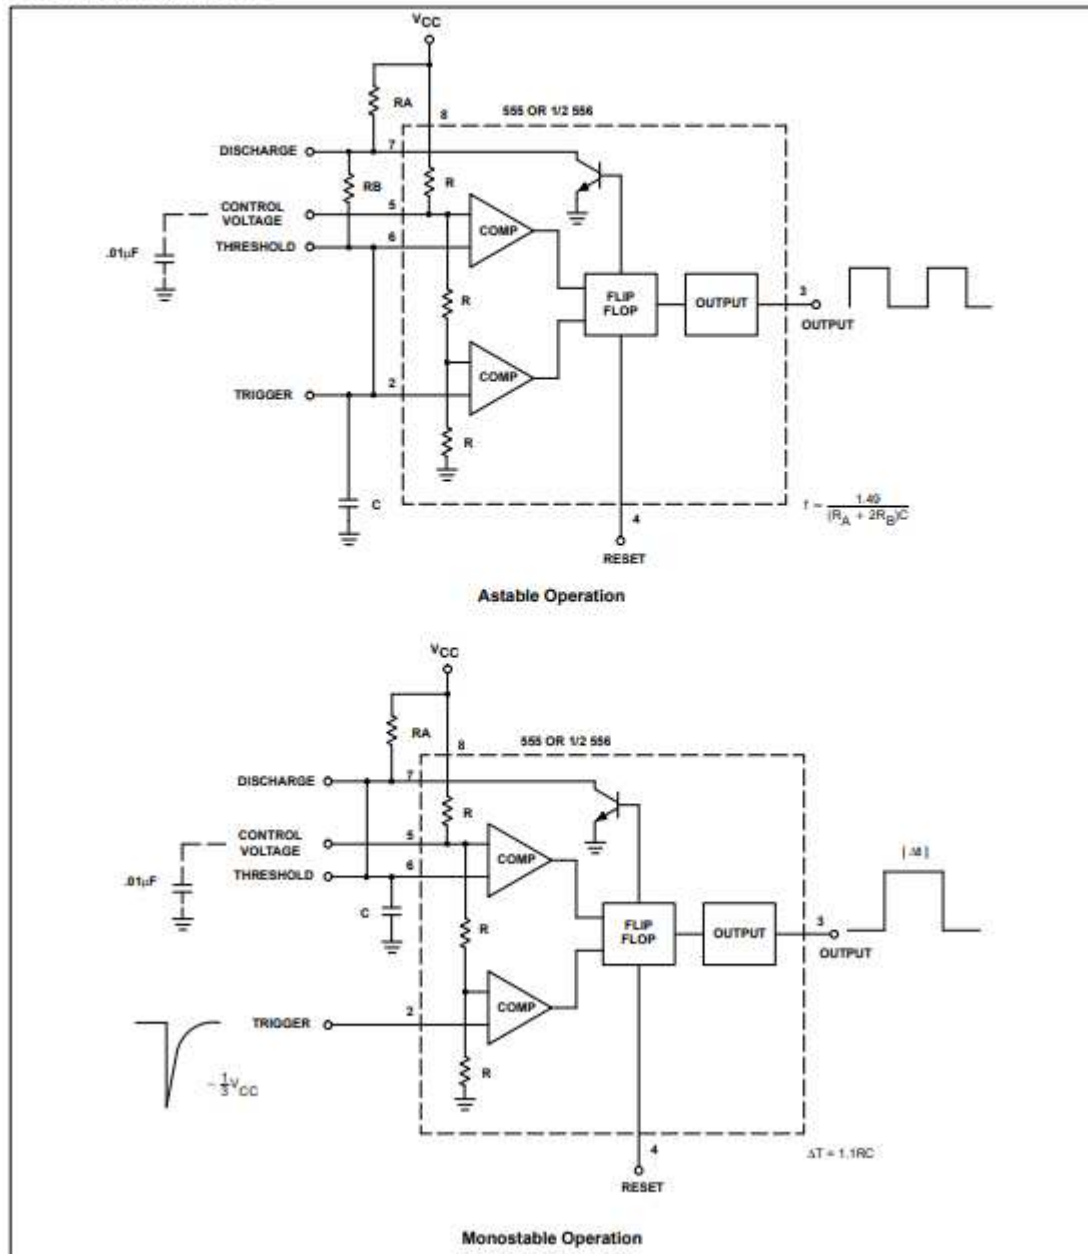 VCC
RA
8
555 OR 1/2 556
DISCHARGE
7
RB
R
CONTROL
VOLTAGE
5
.01µF
THRESHOLD
6
COMP
R
FLIP
FLOP
OUTPUT
3
OUTPUT
COMP
TRIGGER
2
R
C
f ~ 1.49
(RA + 2RB)C
4
RESET
Astable Operation
VCC
RA
8
555 OR 1/2 556
DISCHARGE
7
R
CONTROL
VOLTAGE
5
.01µF
THRESHOLD
6
COMP
C
R
FLIP
FLOP
OUTPUT
3
OUTPUT
COMP
TRIGGER
2
~ 1/3 VCC
R
4
ΔT = 1.1RC
RESET
Monostable Operation